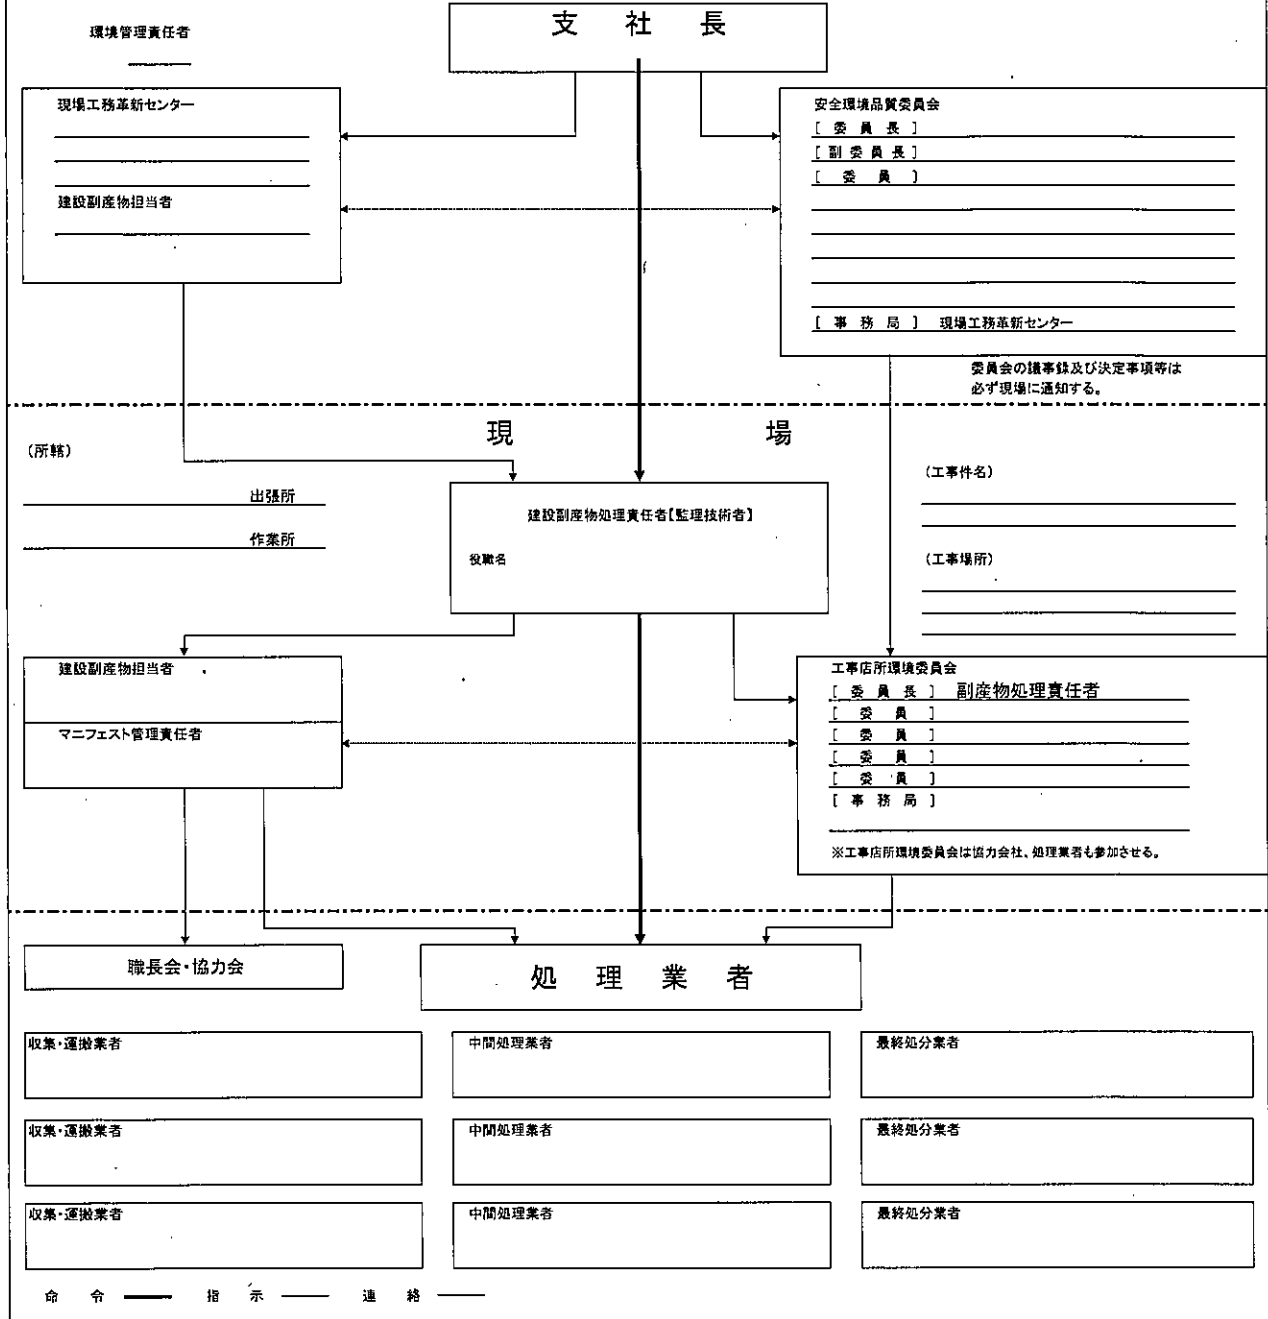 支社長
環境管理責任者
現場工務革新センター
建設副産物担当者
安全環境品質委員会
[委員長]
[副委員長]
[委員]
[事務局] 現場工務革新センター
委員会の議事録及び決定事項等は
必ず現場に通知する。
現場
(所轄)
出張所
作業所
建設副産物処理責任者【監理技術者】
役職名
(工事件名)
(工事場所)
建設副産物担当者
マニフェスト管理責任者
工事店所環境委員会
[委員長] 副産物処理責任者
[委員]
[委員]
[委員]
[委員]
[事務局]
※工事店所環境委員会は協力会社、処理業者も参加させる。
職長会・協力会
処理業者
収集・運搬業者 中間処理業者 最終処分業者
収集・運搬業者 中間処理業者 最終処分業者
収集・運搬業者 中間処理業者 最終処分業者
命令 指示 連絡